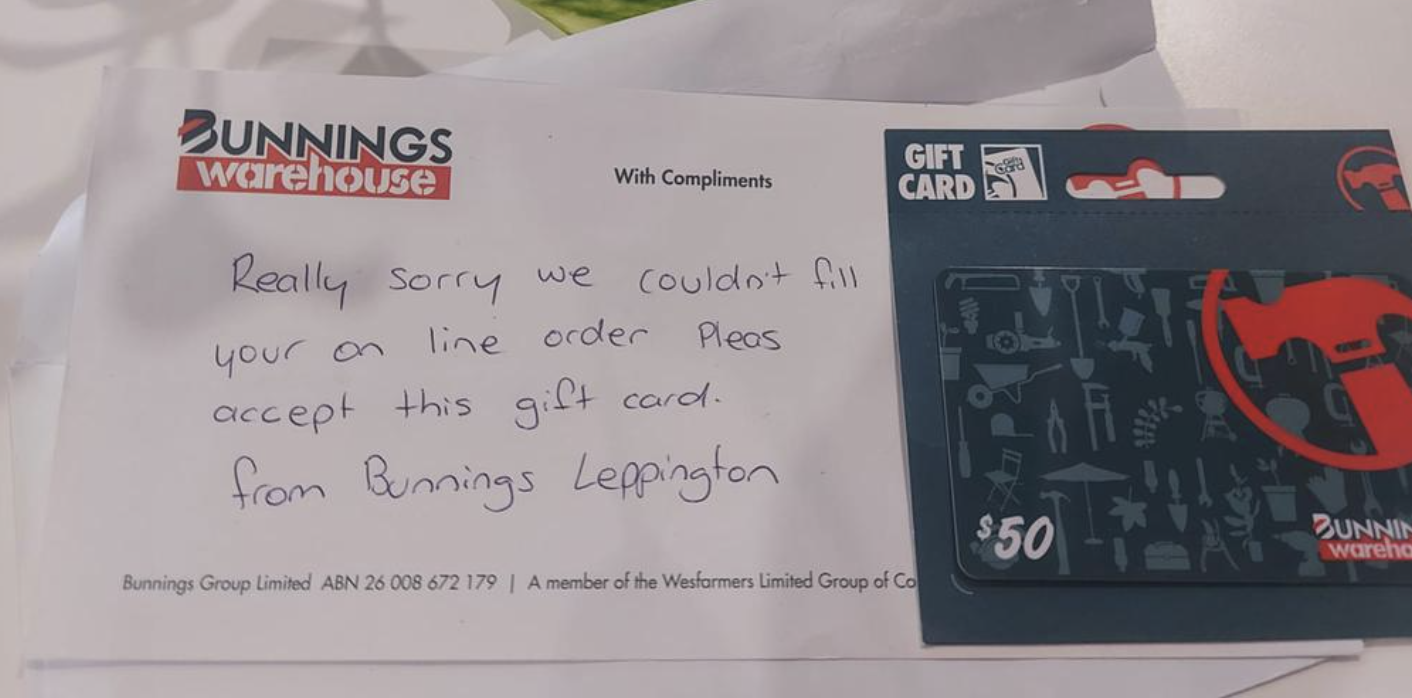 BUNNINGS
warehouse
With Compliments
Really sorry we couldn't fill
your on line order Pleas
accept this gift card.
from Bunnings Leppington
Bunnings Group Limited ABN 26 008 672 179 | A member of the Wesfarmers Limited Group of Co
GIFT
CARD
Gift
Card
$50
BUNNIN
wareho